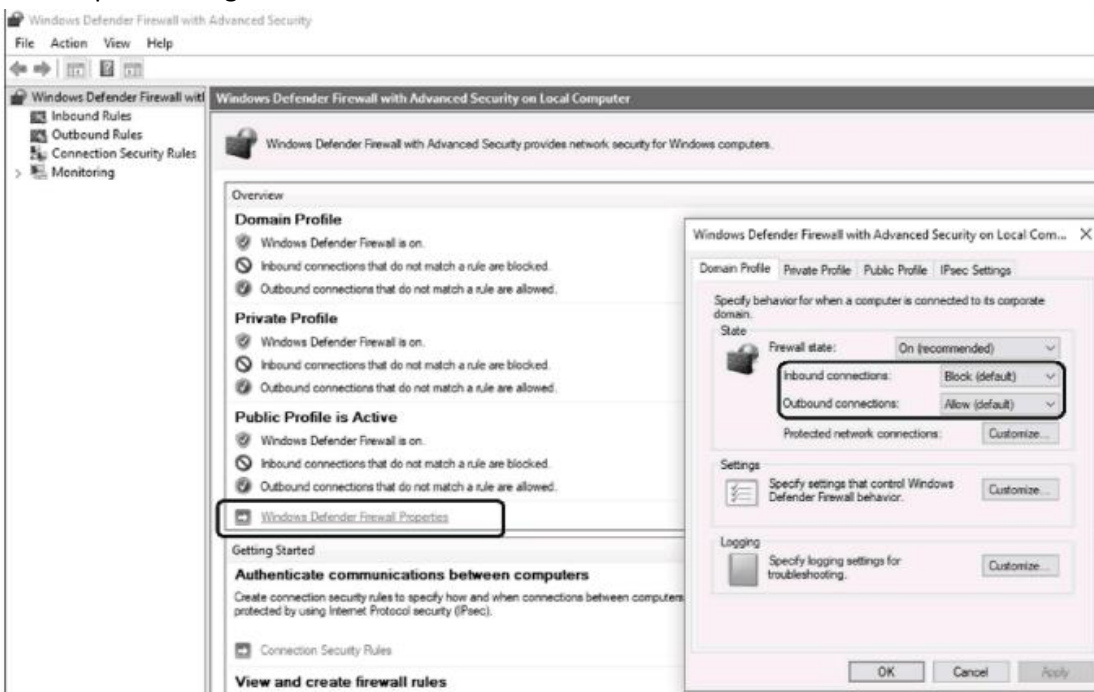 Windows Defender Firewall with Advanced Security
File Action View Help
Windows Defender Firewall witl
Inbound Rules
Outbound Rules
Connection Security Rules
Monitoring
Windows Defender Firewall with Advanced Security on Local Computer
Windows Defender Firewall with Advanced Security provides network security for Windows computers.
Overview
Domain Profile
Windows Defender Firewall is on.
Inbound connections that do not match a rule are blocked.
Outbound connections that do not match a rule are allowed.
Private Profile
Windows Defender Firewall is on.
Inbound connections that do not match a rule are blocked.
Outbound connections that do not match a rule are allowed.
Public Profile is Active
Windows Defender Firewall is on.
Inbound connections that do not match a rule are blocked.
Outbound connections that do not match a rule are allowed.
Windows Defender Firewall Properties
Getting Started
Authenticate communications between computers
Create connection security rules to specify how and when connections between computers
protected by using Internet Protocol security (IPsec).
Connection Security Rules
View and create firewall rules
Windows Defender Firewall with Advanced Security on Local Com...
Domain Profile Private Profile Public Profile IPsec Settings
Specify behavior for when a computer is connected to its corporate
domain.
State
Firewall state: On (recommended)
Inbound connections: Block (default)
Outbound connections: Allow (default)
Protected network connections: Customize...
Settings
Specify settings that control Windows
Defender Firewall behavior.
Customize...
Logging
Specify logging settings for
troubleshooting.
Customize...
OK Cancel Apply